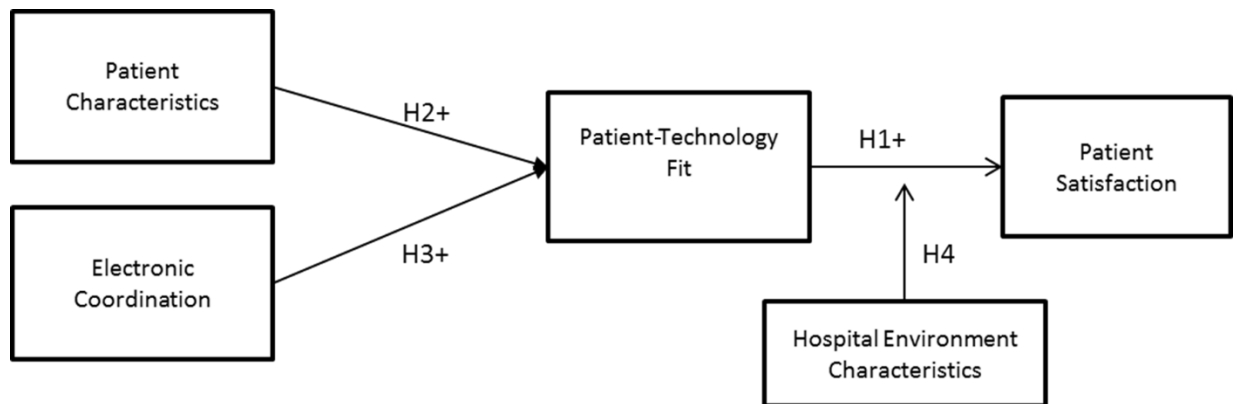 Patient
Characteristics
H2+
Electronic
Coordination
H3+
Patient-Technology
Fit
H1+
Patient
Satisfaction
H4
Hospital Environment
Characteristics